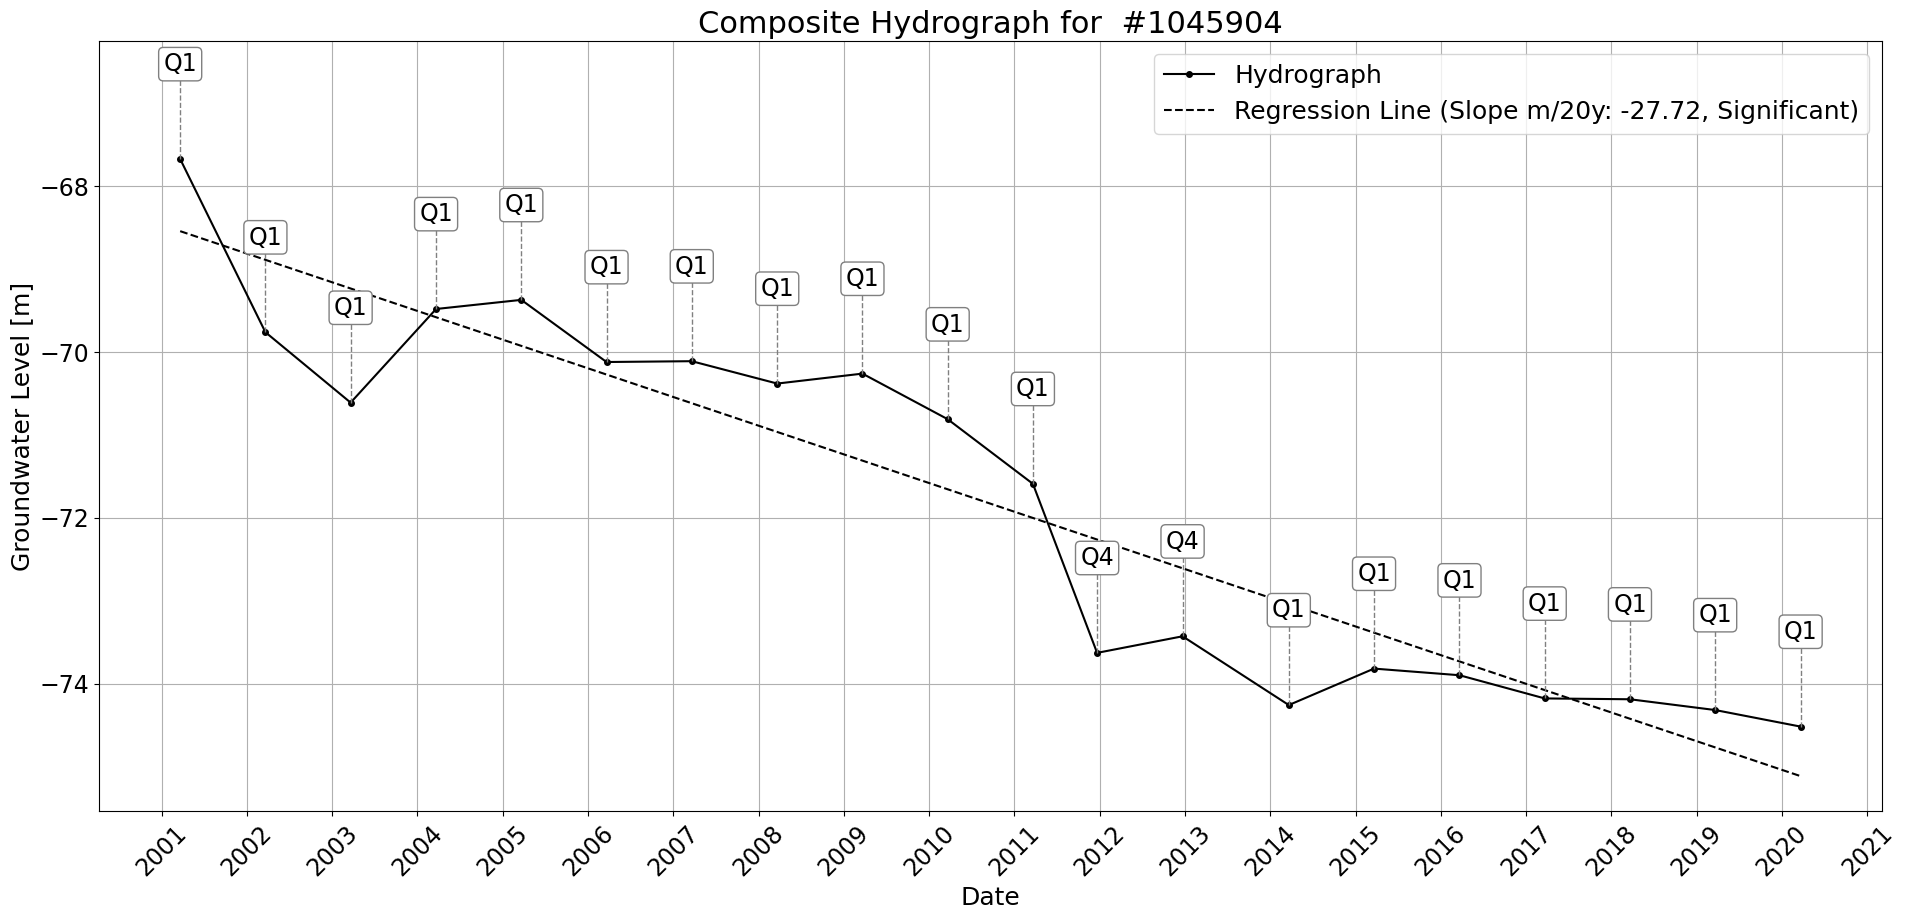 Composite Hydrograph for  #1045904
Hydrograph
Regression Line (Slope m/20y: -27.72, Significant)
Q1
Q1
Q1
Q1
Q1
Q1
Q1
Q1
Q1
Q1
Q1
Q4
Q4
Q1
Q1
Q1
Q1
Q1
Q1
Q1
Groundwater Level [m]
−68
−70
−72
−74
2001
2002
2003
2004
2005
2006
2007
2008
2009
2010
2011
2012
2013
2014
2015
2016
2017
2018
2019
2020
2021
Date